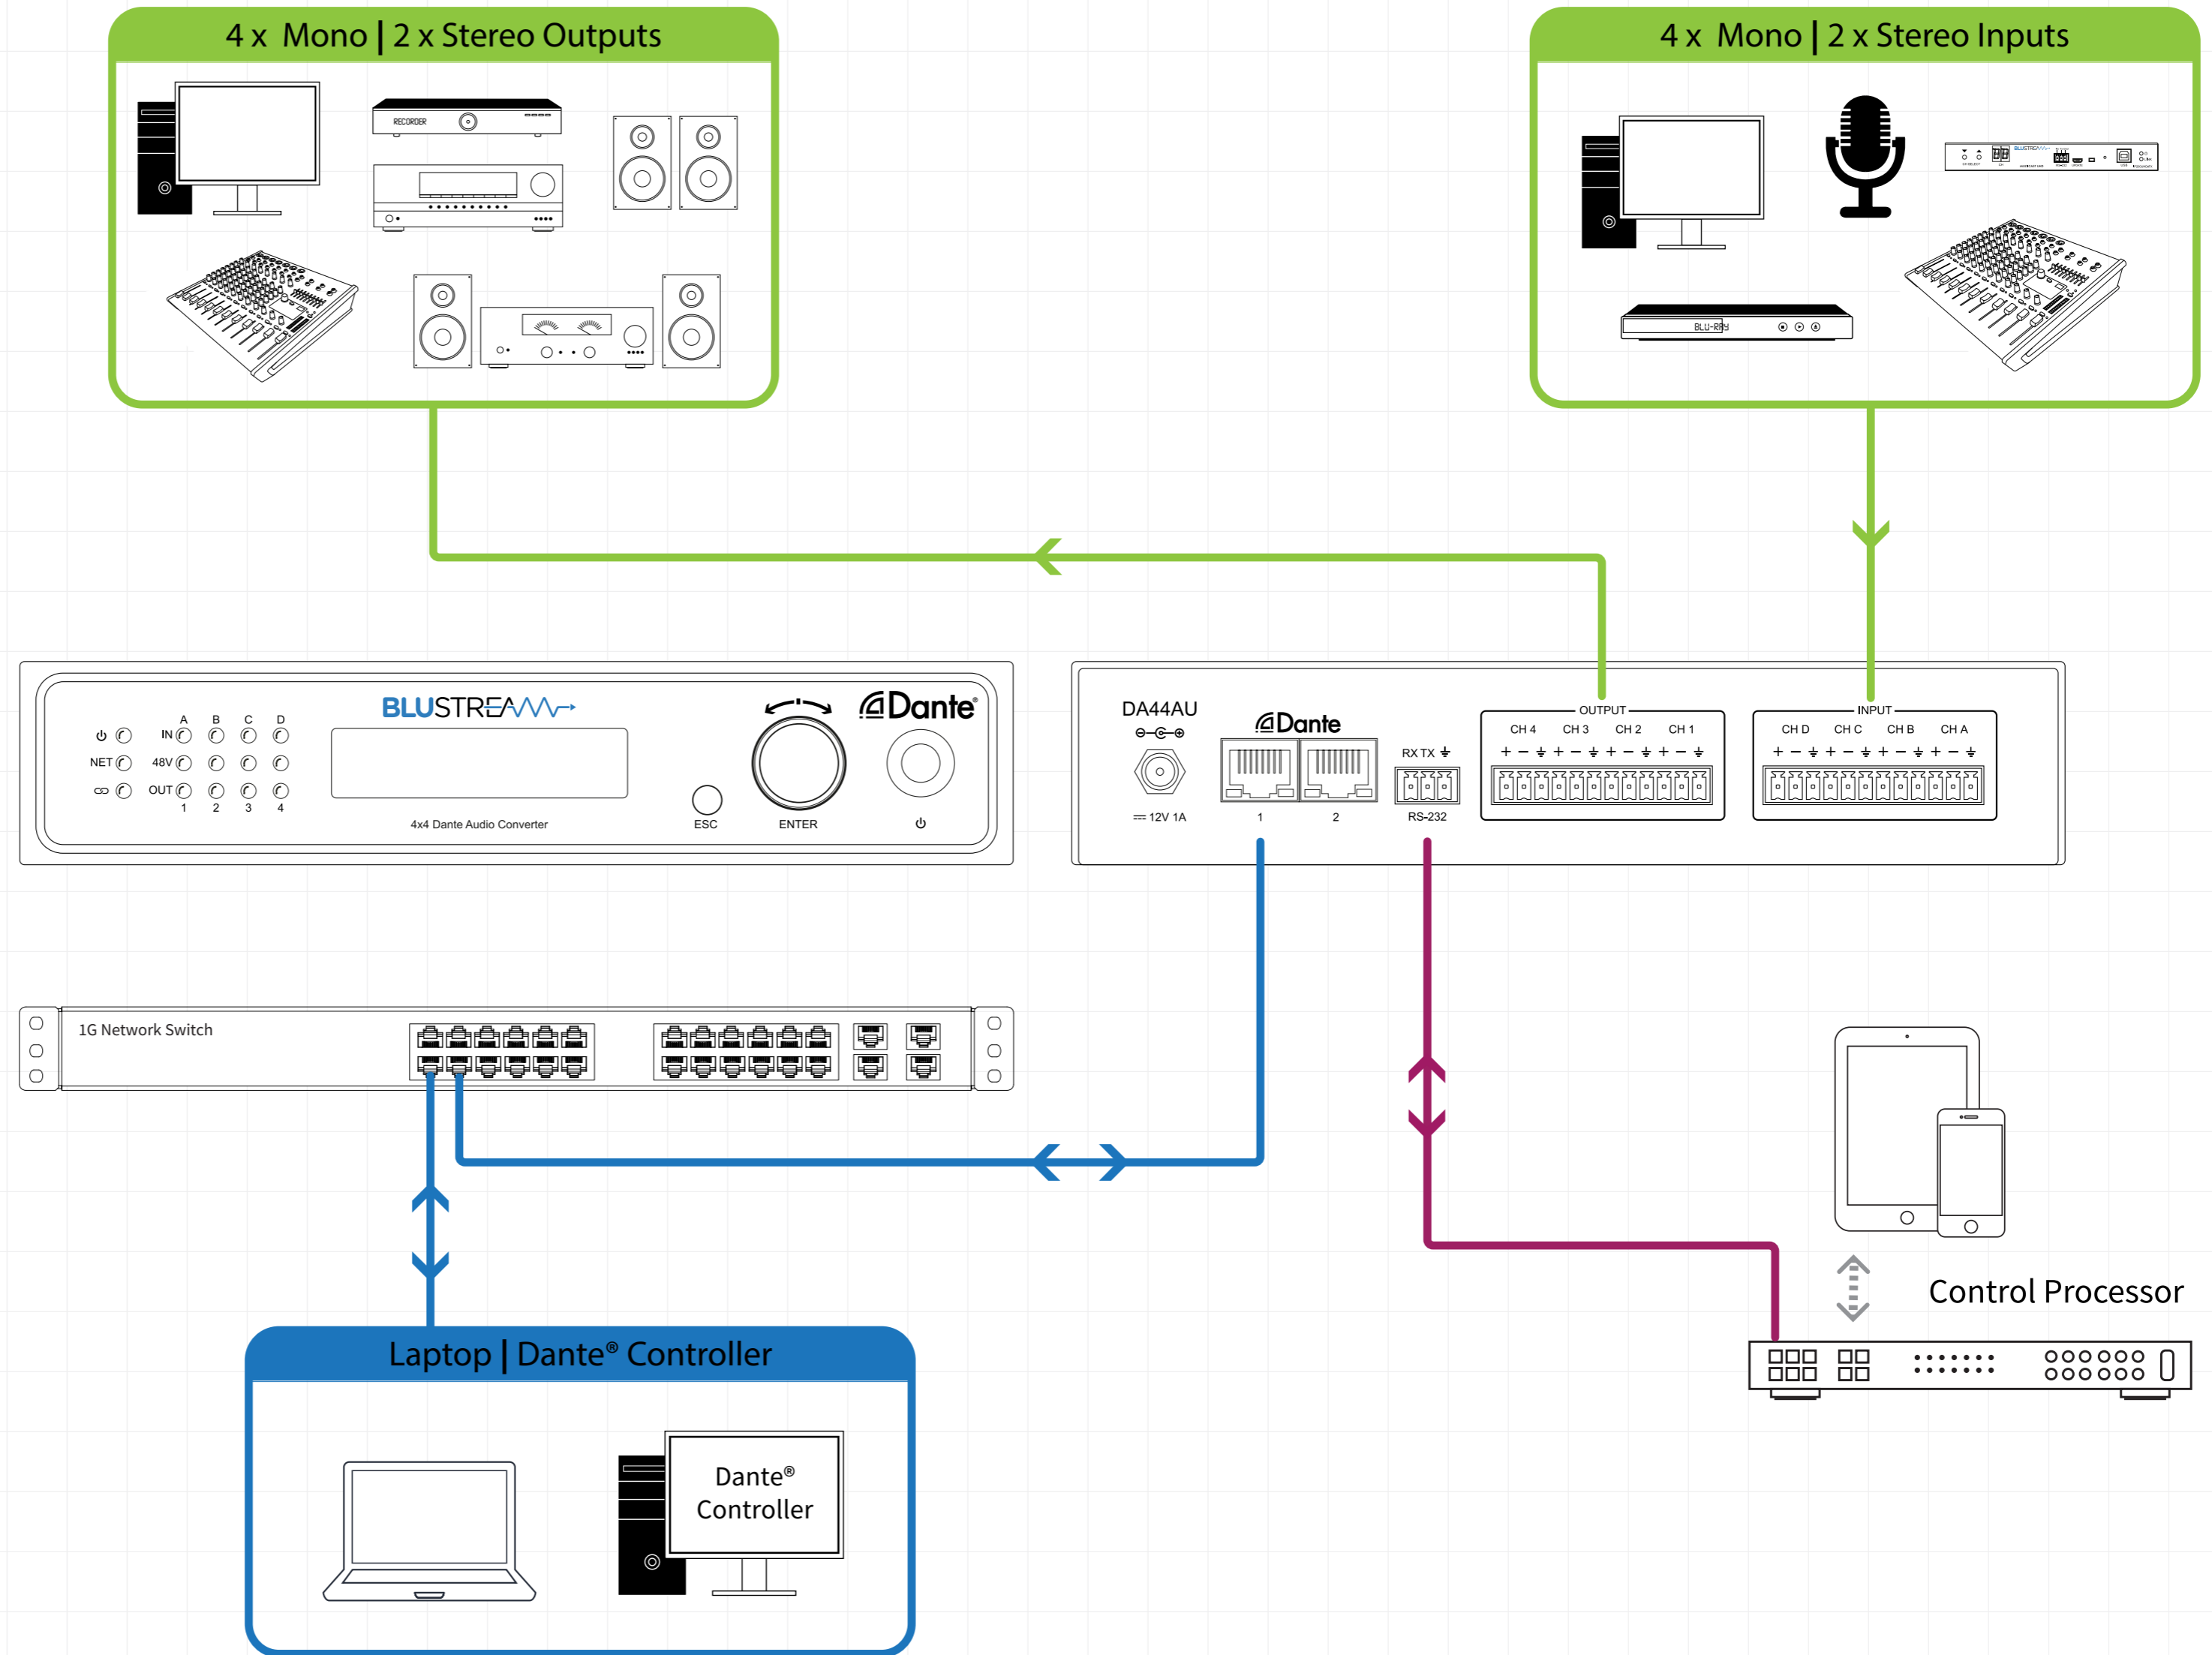 4 x Mono | 2 x Stereo Outputs
RECORDER
4 x Mono | 2 x Stereo Inputs
BLUSTREAM
BLU-RAY
BLUSTREAM
Dante®
A B C D
IN
NET
48V
OUT
1 2 3 4
4x4 Dante Audio Converter
ESC
ENTER
DA44AU
Dante
12V 1A
1
2
RX TX
RS-232
OUTPUT
CH 4 CH 3 CH 2 CH 1
+ − + − + − + −
INPUT
CH D CH C CH B CH A
+ − + − + − + −
1G Network Switch
Control Processor
Laptop | Dante® Controller
Dante®
Controller